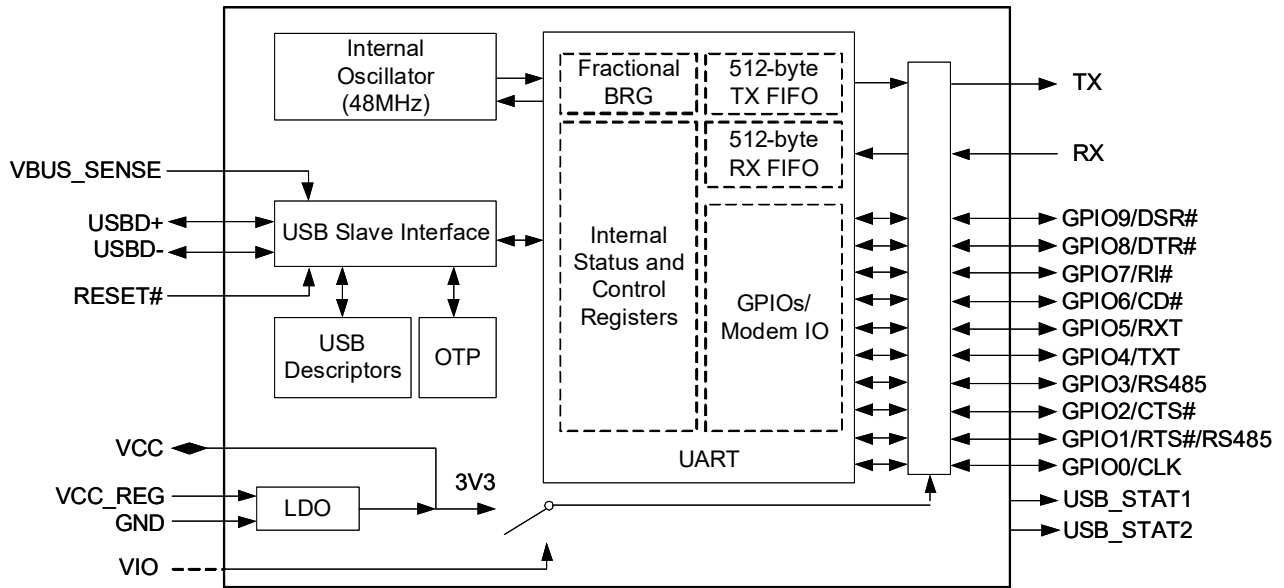 Internal
Oscillator
(48MHz)
Fractional
BRG
512-byte
TX FIFO
TX
512-byte
RX FIFO
RX
VBUS_SENSE
USBD+
USBD-
RESET#
USB Slave Interface
USB
Descriptors
OTP
Internal
Status and
Control
Registers
GPIOs/
Modem IO
UART
GPIO9/DSR#
GPIO8/DTR#
GPIO7/RI#
GPIO6/CD#
GPIO5/RXT
GPIO4/TXT
GPIO3/RS485
GPIO2/CTS#
GPIO1/RTS#/RS485
GPIO0/CLK
USB_STAT1
USB_STAT2
VCC
VCC_REG
GND
LDO
3V3
VIO